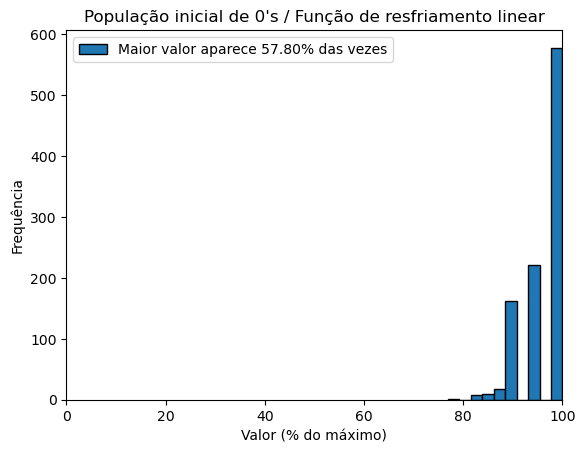 População inicial de 0's / Função de resfriamento linear
Maior valor aparece 57.80% das vezes
Frequência
600
500
400
300
200
100
0
0 20 40 60 80 100
Valor (% do máximo)